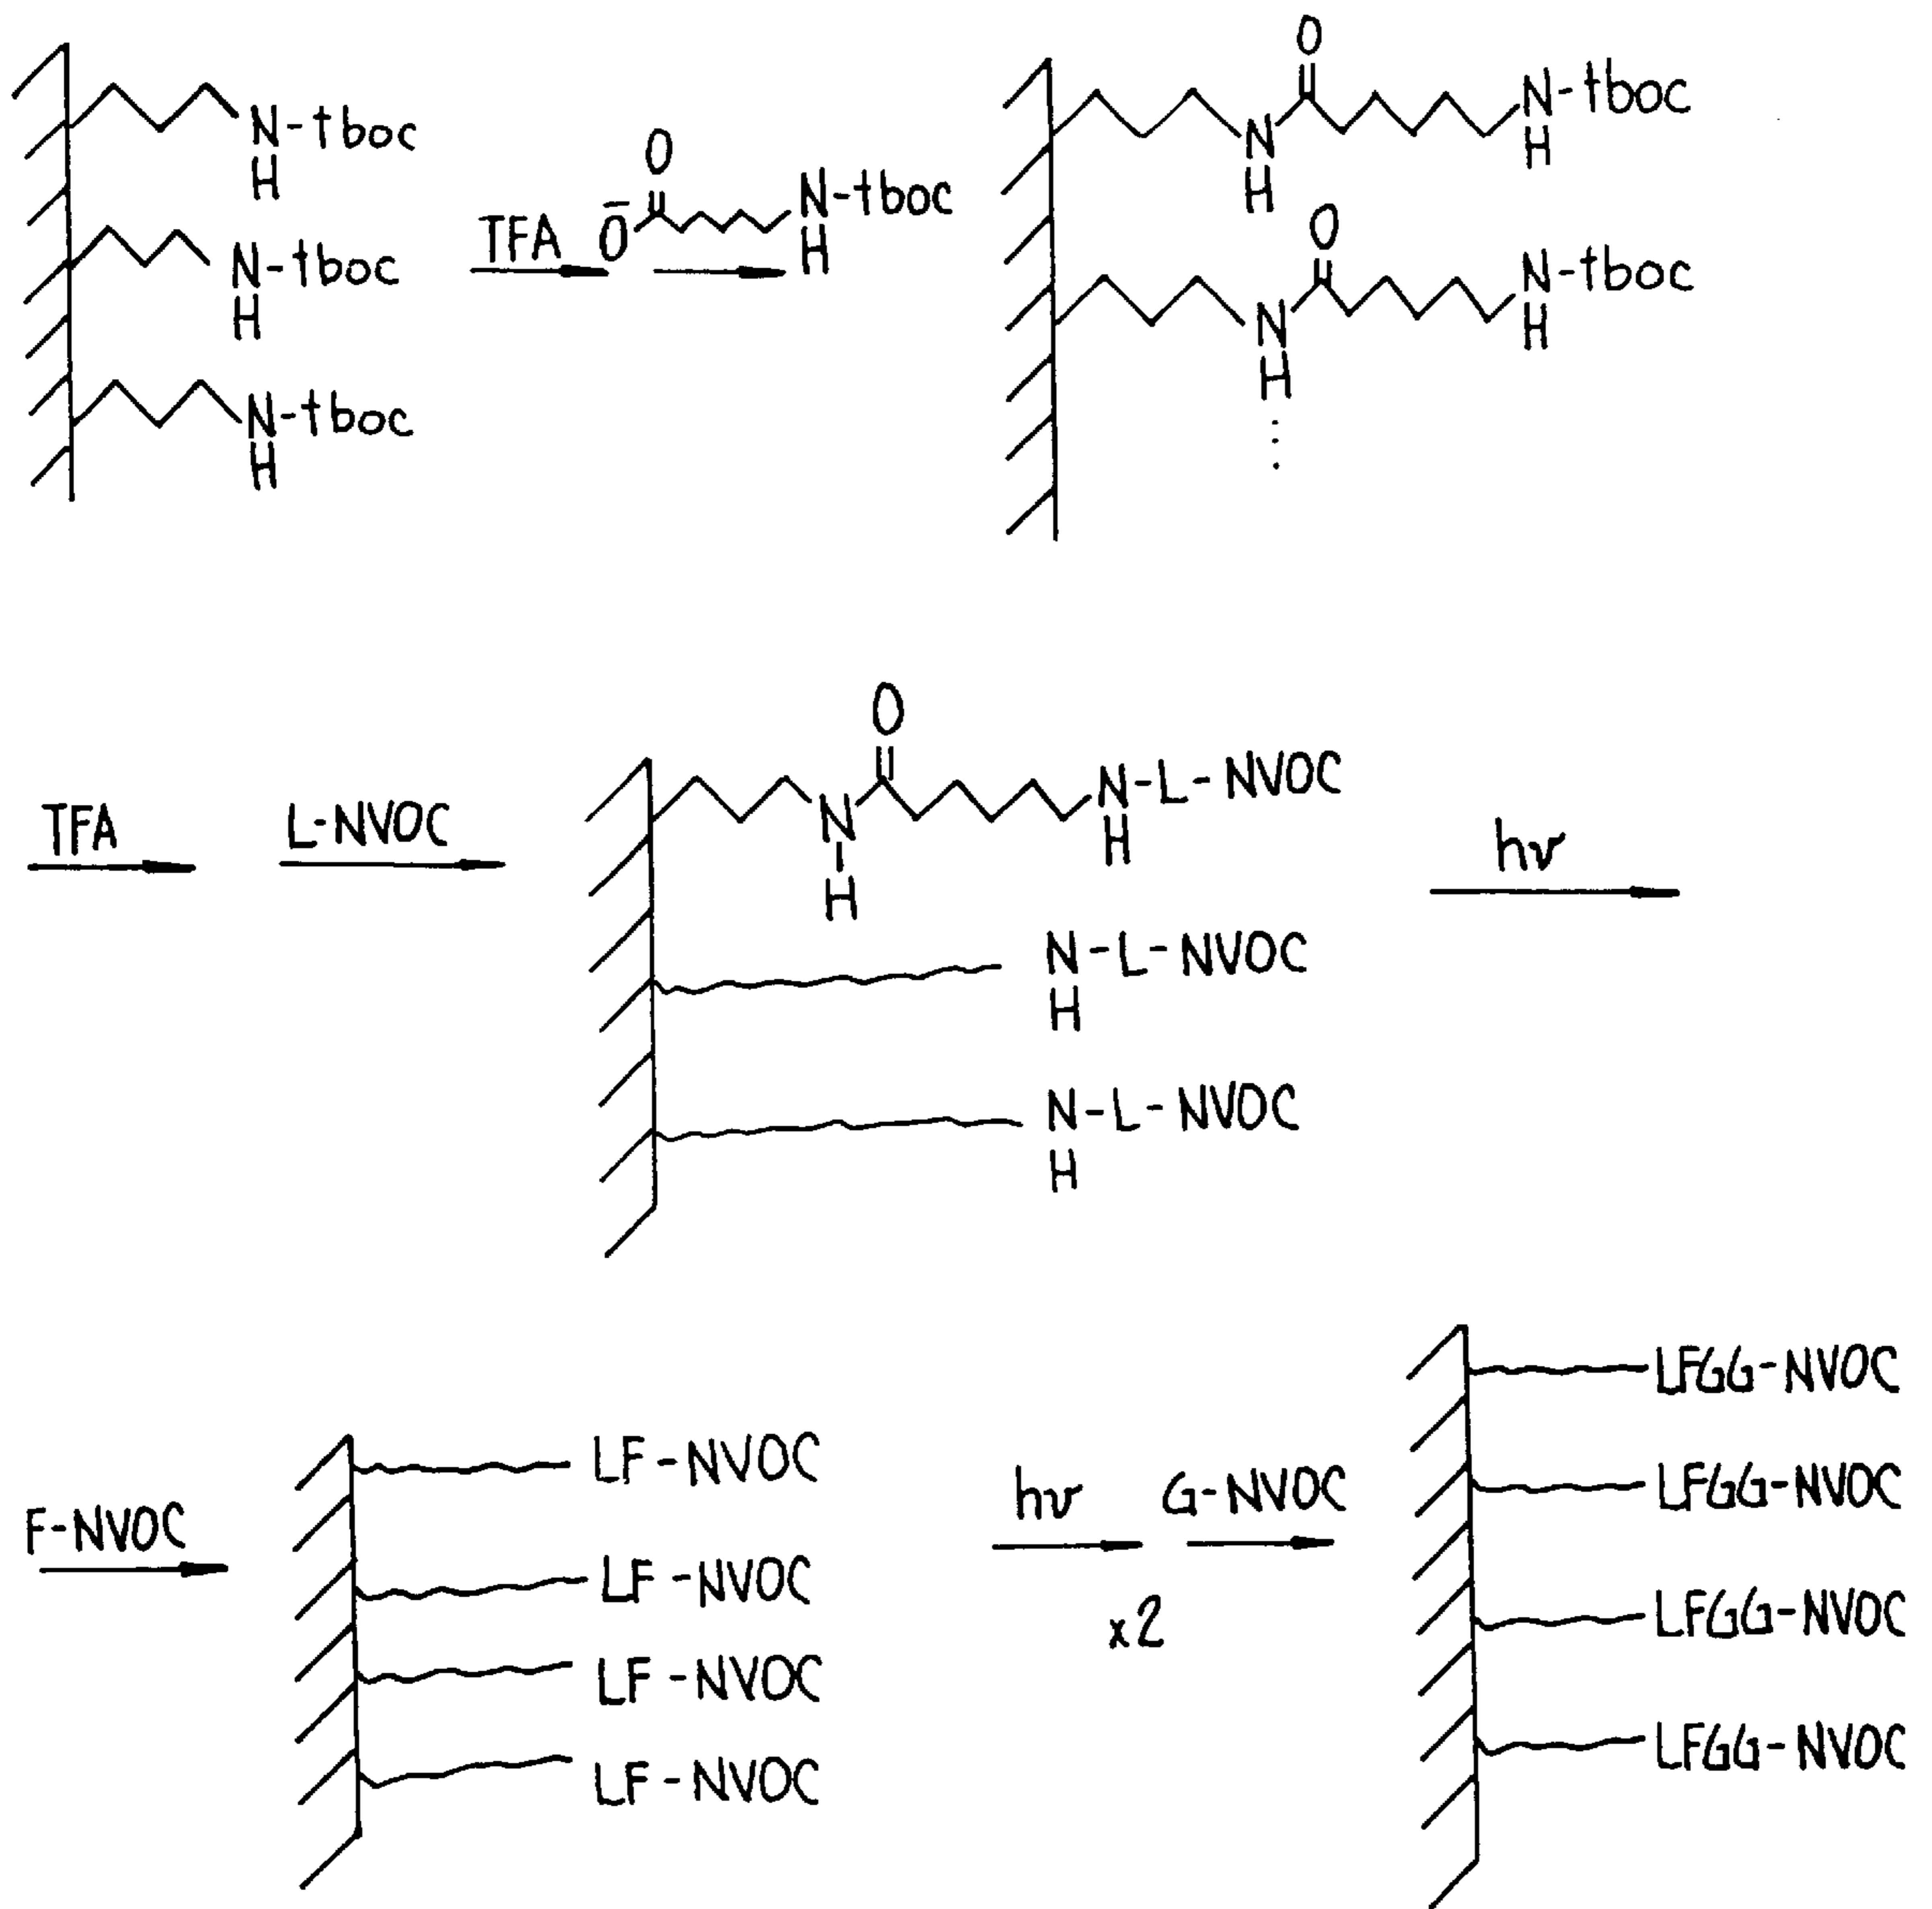 N-tboc
H
N-tboc
H
N-tboc
H
TFA
O
O̅
N-tboc
H
O
N
H
N-tboc
H
O
N
H
N-tboc
H
TFA
L-NVOC
O
N
H
N-L-NVOC
H
N-L-NVOC
H
N-L-NVOC
H
hν
F-NVOC
LF-NVOC
LF-NVOC
LF-NVOC
LF-NVOC
hν
G-NVOC
x2
LFGG-NVOC
LFGG-NVOC
LFGG-NVOC
LFGG-NVOC